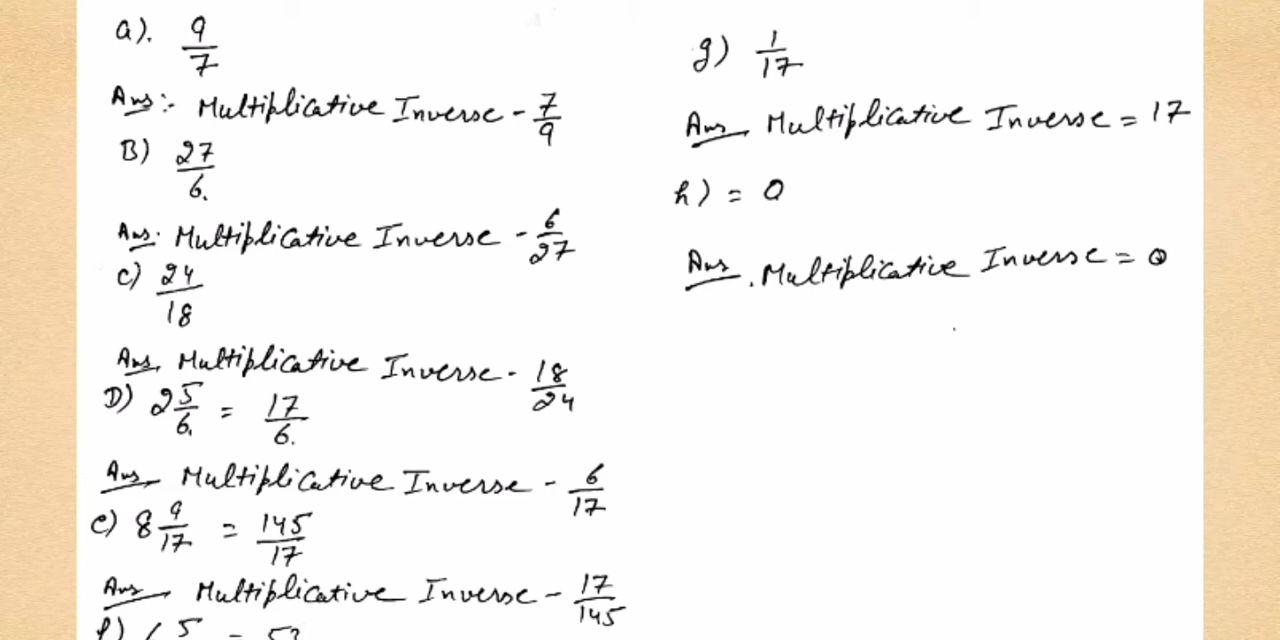 a). 9/7
Ans:- Multiplicative Inverse - 7/9
B) 27/6.
Ans. Multiplicative Inverse - 6/27
c) 24/18
Ans, Multiplicative Inverse - 18/24
D) 2 5/6. = 17/6.
Ans, Multiplicative Inverse - 6/17
e) 8 9/17 = 145/17
Ans, Multiplicative Inverse - 17/145
f) 5 = 53
g) 1/17
Ans, Multiplicative Inverse = 17
h) = 0
Ans. Multiplicative Inverse = 0